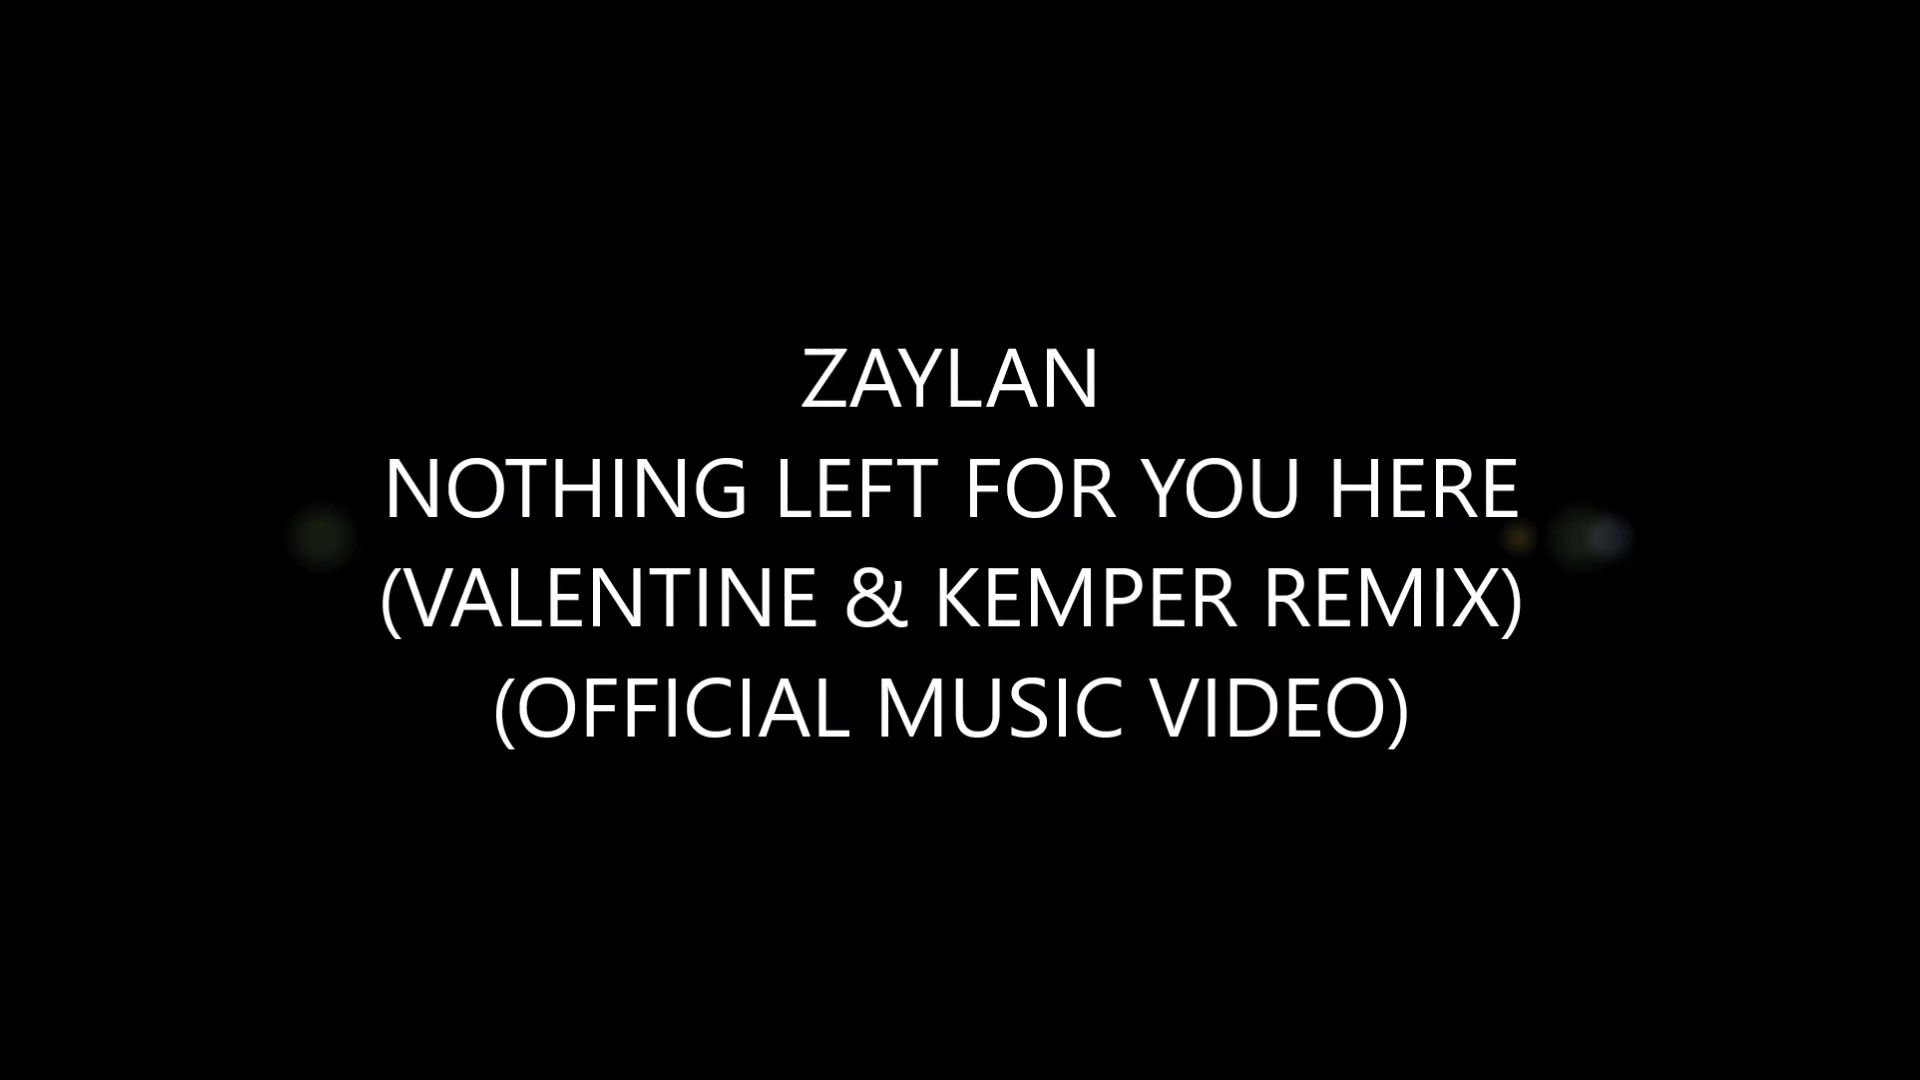 ZAYLAN
NOTHING LEFT FOR YOU HERE
(VALENTINE & KEMPER REMIX)
(OFFICIAL MUSIC VIDEO)